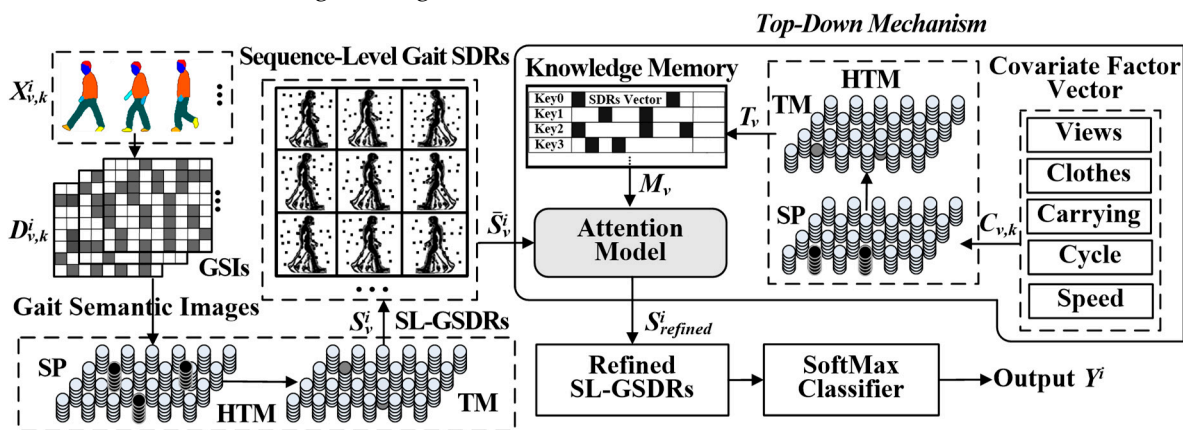 Top-Down Mechanism
Sequence-Level Gait SDRs
X^i_{v,k}
D^i_{v,k}
GSIs
Gait Semantic Images
SP
HTM
TM
S^i_v
SL-GSDRs
S̄^i_v
Knowledge Memory
Key0 SDRs Vector
Key1
Key2
Key3
M_v
Attention
Model
T_v
HTM
TM
SP
C_{v,k}
Covariate Factor
Vector
Views
Clothes
Carrying
Cycle
Speed
S^i_{refined}
Refined
SL-GSDRs
SoftMax
Classifier
Output Y^i